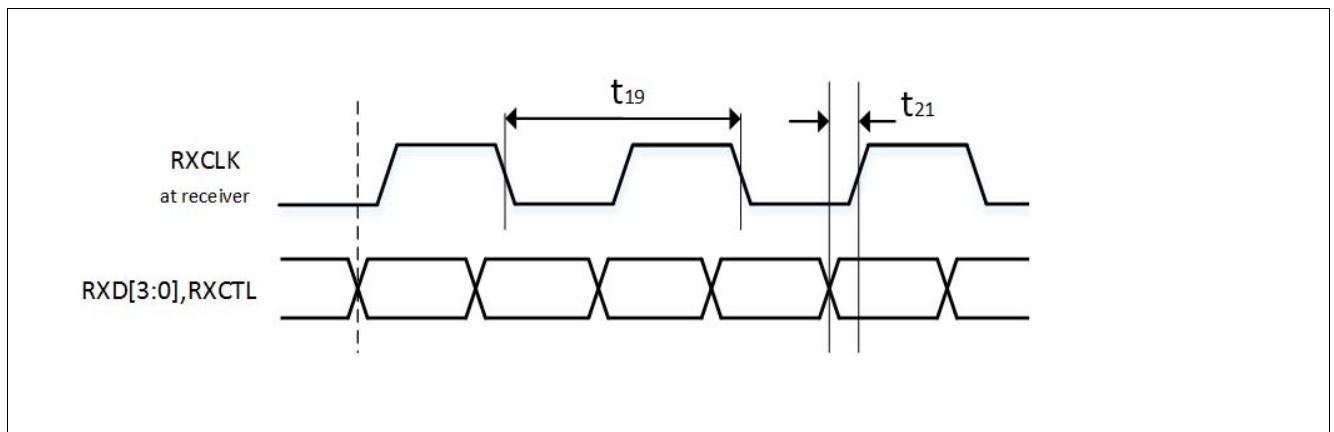 t19
t21
RXCLK
at receiver
RXD[3:0],RXCTL